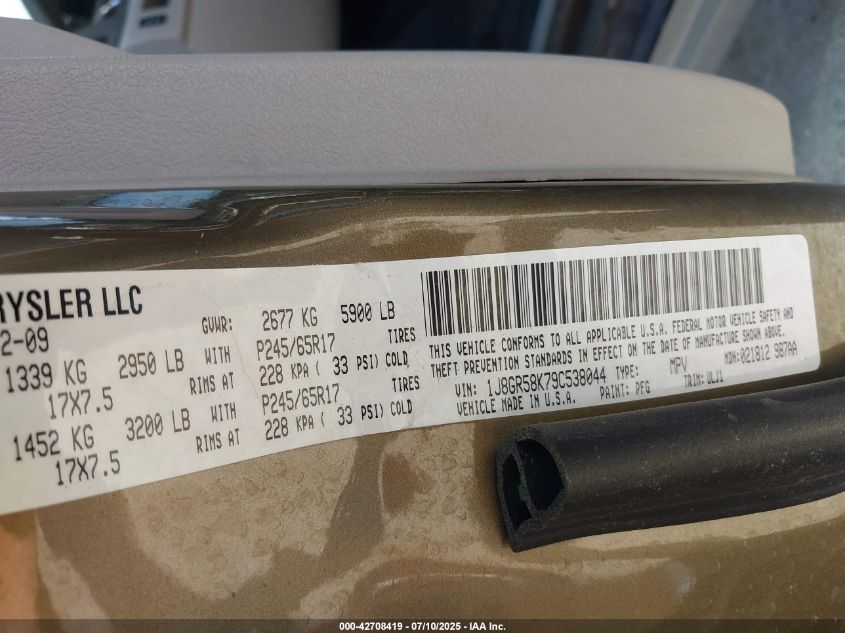 RYSLER LLC
2-09
GVWR: 2677 KG 5900 LB
1339 KG 2950 LB WITH P245/65R17 TIRES
17X7.5 RIMS AT 228 KPA ( 33 PSI) COLD
1452 KG 3200 LB WITH P245/65R17 TIRES
17X7.5 RIMS AT 228 KPA ( 33 PSI) COLD
THIS VEHICLE CONFORMS TO ALL APPLICABLE U.S.A. FEDERAL MOTOR VEHICLE SAFETY AND
THEFT PREVENTION STANDARDS IN EFFECT ON THE DATE OF MANUFACTURE SHOWN ABOVE.
VIN: 1J8GR58K79C538044 TYPE: MPV MDH: 021812 987AA
VEHICLE MADE IN U.S.A. PAINT: PFG TRIM: ULJ1
000-42708419 - 07/10/2025 - IAA Inc.